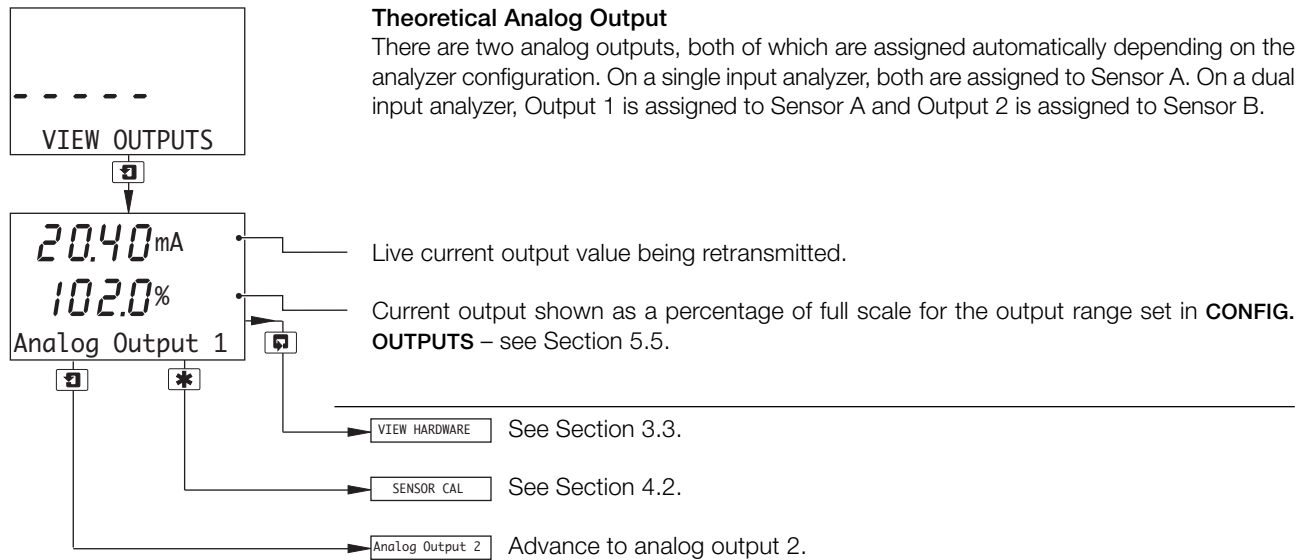 Theoretical Analog Output
There are two analog outputs, both of which are assigned automatically depending on the
analyzer configuration. On a single input analyzer, both are assigned to Sensor A. On a dual
input analyzer, Output 1 is assigned to Sensor A and Output 2 is assigned to Sensor B.
- - - - -
VIEW OUTPUTS
20.40 mA
Live current output value being retransmitted.
102.0 %
Current output shown as a percentage of full scale for the output range set in CONFIG.
OUTPUTS – see Section 5.5.
Analog Output 1
VIEW HARDWARE See Section 3.3.
SENSOR CAL See Section 4.2.
Analog Output 2 Advance to analog output 2.